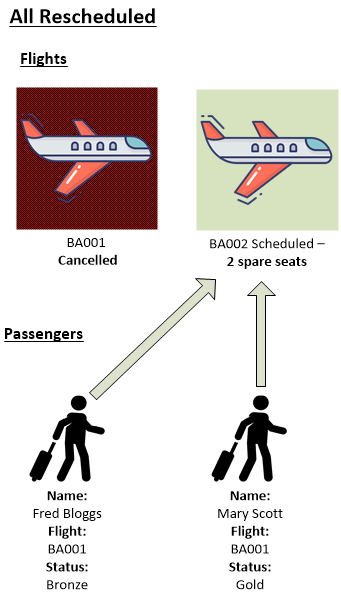 All Rescheduled
Flights
BA001
Cancelled
BA002 Scheduled –
2 spare seats
Passengers
Name:
Fred Bloggs
Flight:
BA001
Status:
Bronze
Name:
Mary Scott
Flight:
BA001
Status:
Gold